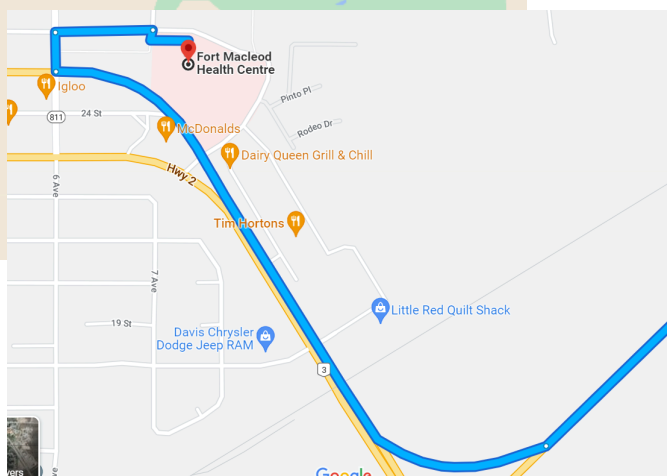 Fort Macleod
Health Centre
Igloo
Pinto Pl
24 St
811
McDonalds
Rodeo Dr
Dairy Queen Grill & Chill
Hwy 2
6 Ave
Tim Hortons
7 Ave
Little Red Quilt Shack
19 St
Davis Chrysler
Dodge Jeep RAM
3
Google